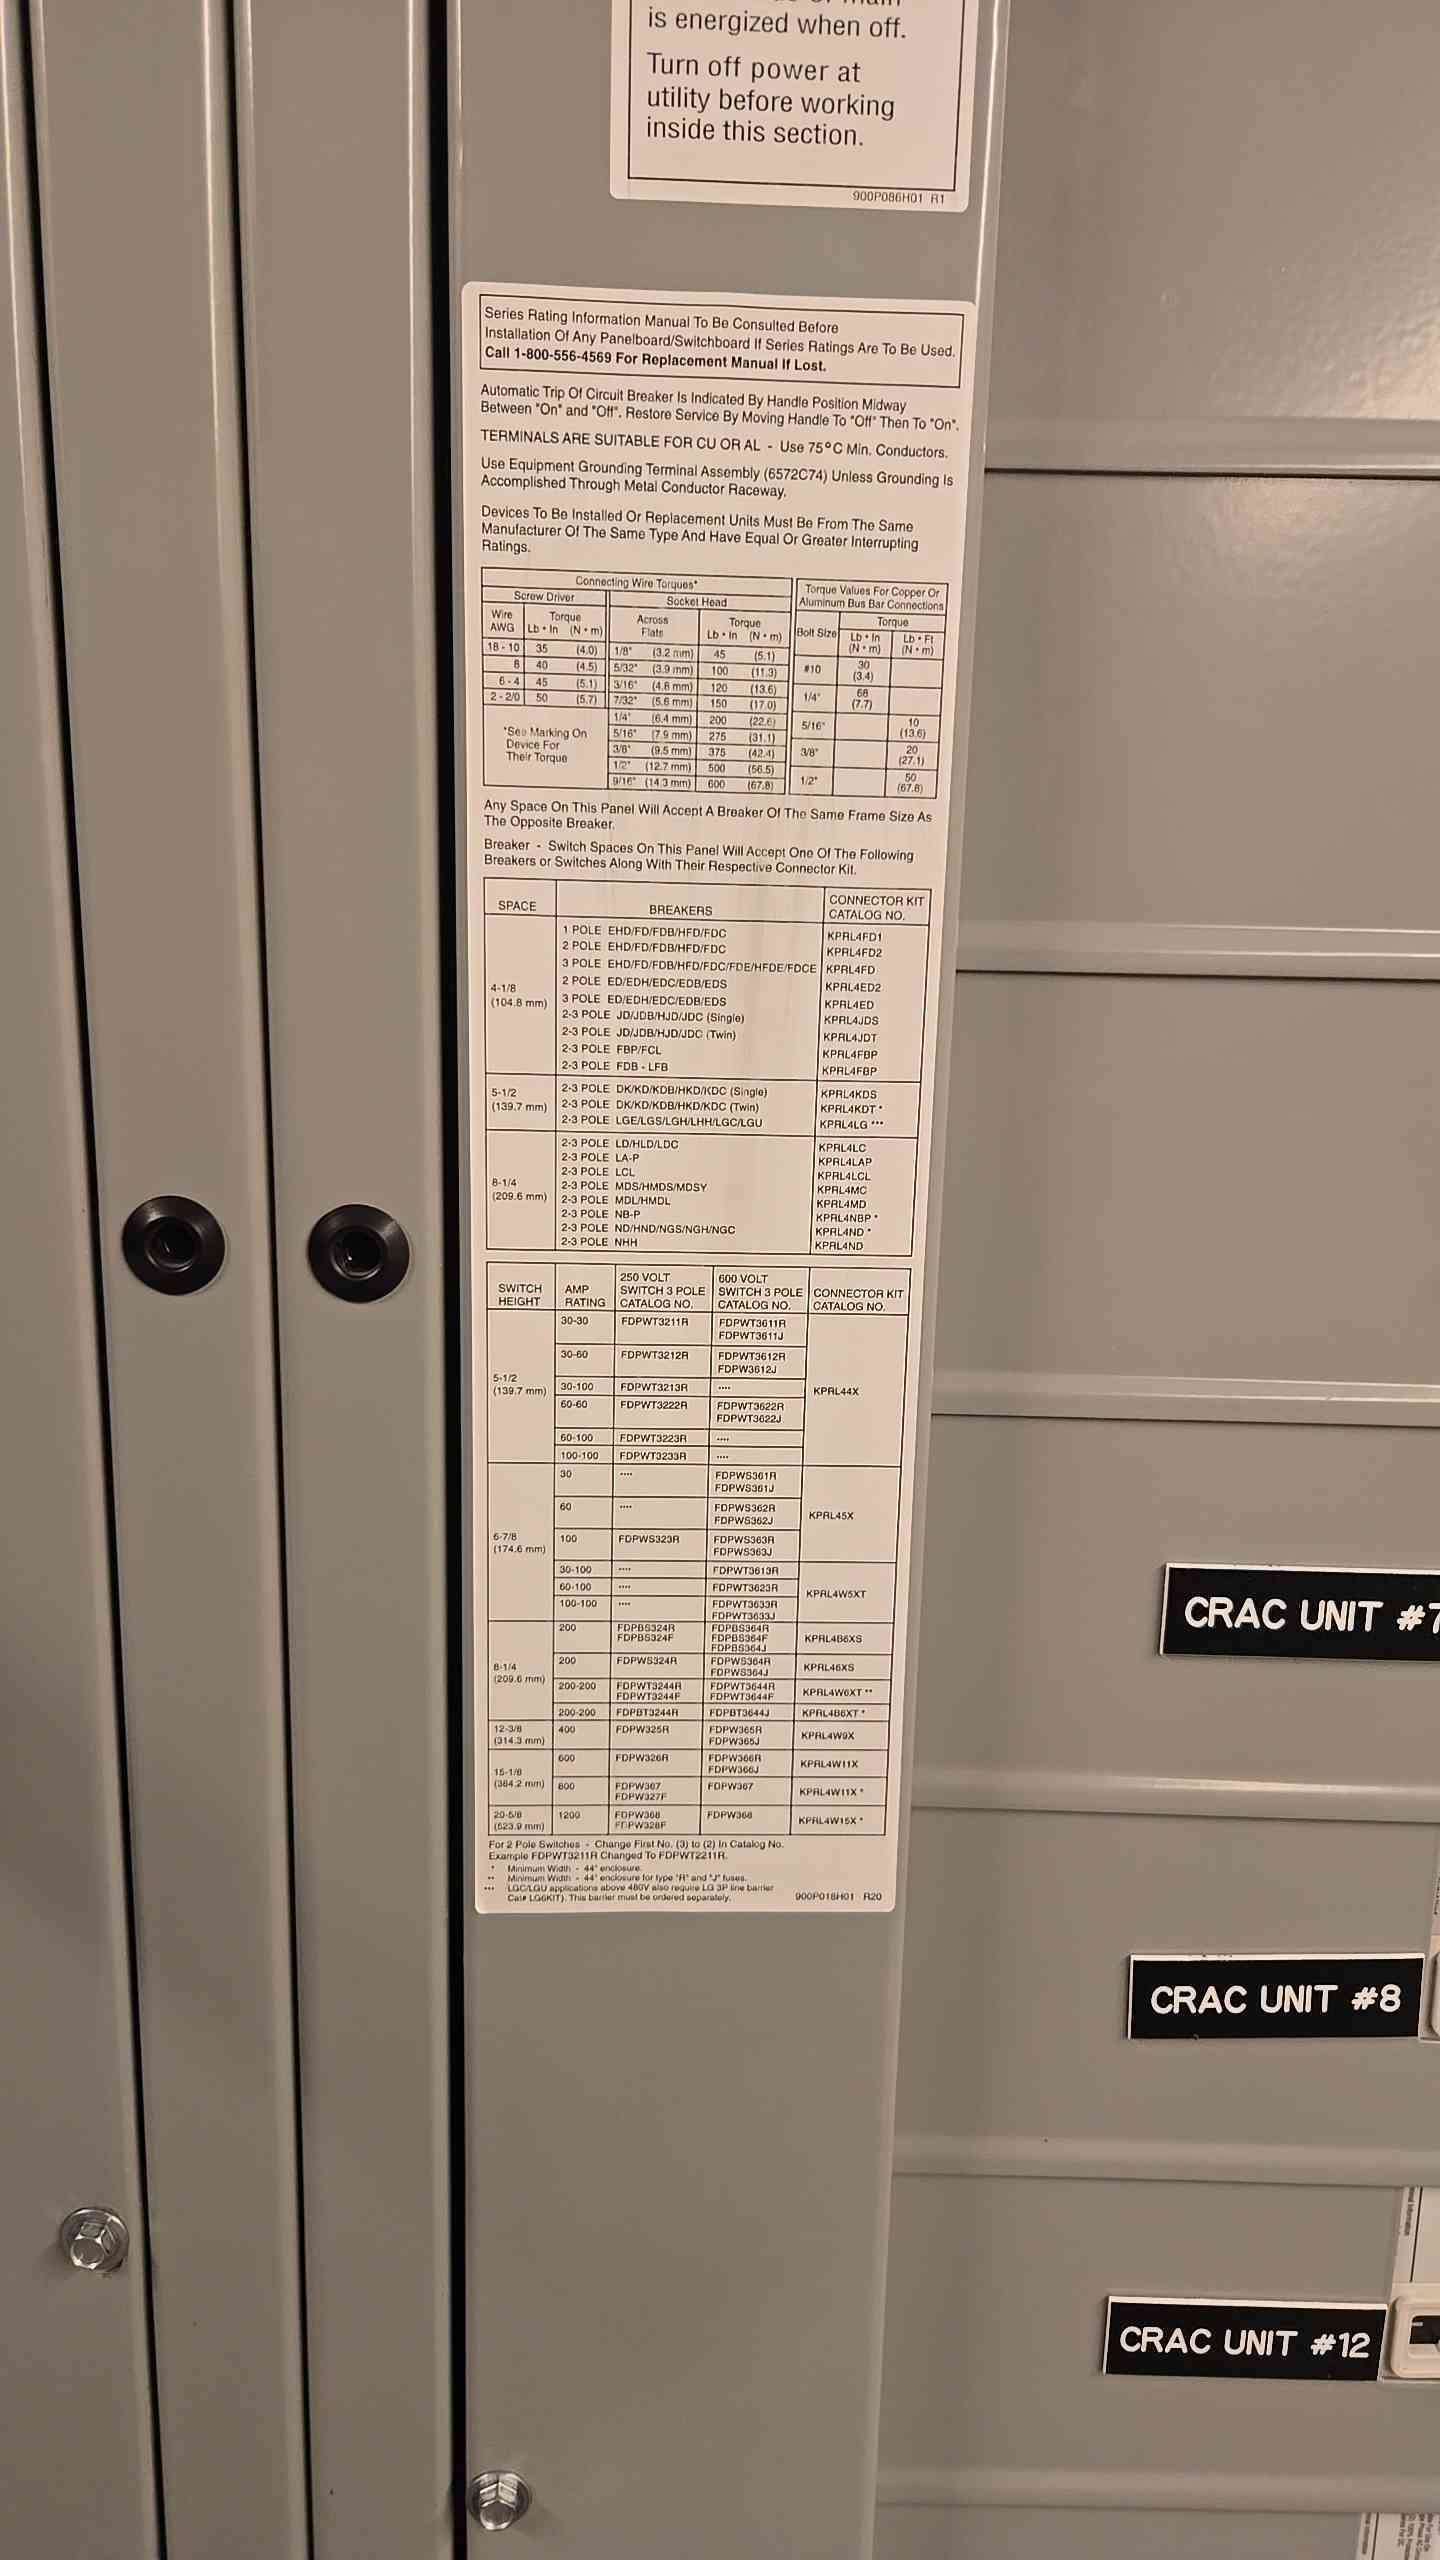 is energized when off.
Turn off power at
utility before working
inside this section.
900P086H01 R1
Series Rating Information Manual To Be Consulted Before
Installation Of Any Panelboard/Switchboard If Series Ratings Are To Be Used.
Call 1-800-556-4569 For Replacement Manual If Lost.
Automatic Trip Of Circuit Breaker Is Indicated By Handle Position Midway
Between "On" and "Off". Restore Service By Moving Handle To "Off" Then To "On".
TERMINALS ARE SUITABLE FOR CU OR AL - Use 75°C Min. Conductors.
Use Equipment Grounding Terminal Assembly (6572C74) Unless Grounding Is
Accomplished Through Metal Conductor Raceway.
Devices To Be Installed Or Replacement Units Must Be From The Same
Manufacturer Of The Same Type And Have Equal Or Greater Interrupting
Ratings.
Connecting Wire Torques*
Screw Driver
Socket Head
Wire AWG
Torque
Lb • In (N • m)
Across Flats
Torque
Lb • In (N • m)
18 - 10 35 (4.0) 1/8" (3.2 mm) 45 (5.1)
8 40 (4.5) 5/32" (3.9 mm) 100 (11.3)
6 - 4 45 (5.1) 3/16" (4.8 mm) 120 (13.6)
2 - 2/0 50 (5.7) 7/32" (5.6 mm) 150 (17.0)
1/4" (6.4 mm) 200 (22.6)
5/16" (7.9 mm) 275 (31.1)
3/8" (9.5 mm) 375 (42.4)
1/2" (12.7 mm) 500 (56.5)
9/16" (14.3 mm) 600 (67.8)
*See Marking On
Device For
Their Torque
Torque Values For Copper Or
Aluminum Bus Bar Connections
Bolt Size
Torque
Lb • In (N • m)
Lb • Ft (N • m)
#10 30 (3.4)
1/4" 68 (7.7)
5/16" 10 (13.6)
3/8" 20 (27.1)
1/2" 50 (67.8)
Any Space On This Panel Will Accept A Breaker Of The Same Frame Size As
The Opposite Breaker.
Breaker - Switch Spaces On This Panel Will Accept One Of The Following
Breakers or Switches Along With Their Respective Connector Kit.
SPACE BREAKERS CONNECTOR KIT CATALOG NO.
4-1/8 (104.8 mm)
1 POLE EHD/FD/FDB/HFD/FDC KPRL4FD1
2 POLE EHD/FD/FDB/HFD/FDC KPRL4FD2
3 POLE EHD/FD/FDB/HFD/FDC/FDE/HFDE/FDCE KPRL4FD
2 POLE ED/EDH/EDC/EDB/EDS KPRL4ED2
3 POLE ED/EDH/EDC/EDB/EDS KPRL4ED
2-3 POLE JD/JDB/HJD/JDC (Single) KPRL4JDS
2-3 POLE JD/JDB/HJD/JDC (Twin) KPRL4JDT
2-3 POLE FBP/FCL KPRL4FBP
2-3 POLE FDB - LFB KPRL4FBP
5-1/2 (139.7 mm)
2-3 POLE DK/KD/KDB/HKD/KDC (Single) KPRL4KDS
2-3 POLE DK/KD/KDB/HKD/KDC (Twin) KPRL4KDT *
2-3 POLE LGE/LGS/LGH/LHH/LGC/LGU KPRL4LG ***
8-1/4 (209.6 mm)
2-3 POLE LD/HLD/LDC KPRL4LC
2-3 POLE LA-P KPRL4LAP
2-3 POLE LCL KPRL4LCL
2-3 POLE MDS/HMDS/MDSY KPRL4MC
2-3 POLE MDL/HMDL KPRL4MD
2-3 POLE NB-P KPRL4NBP *
2-3 POLE ND/HND/NGS/NGH/NGC KPRL4ND *
2-3 POLE NHH KPRL4ND
SWITCH HEIGHT
AMP RATING
250 VOLT SWITCH 3 POLE CATALOG NO.
600 VOLT SWITCH 3 POLE CATALOG NO.
CONNECTOR KIT CATALOG NO.
5-1/2 (139.7 mm)
30-30 FDPWT3211R FDPWT3611R
FDPWT3611J
30-60 FDPWT3212R FDPWT3612R
FDPW3612J
30-100 FDPWT3213R ....
KPRL44X
60-60 FDPWT3222R FDPWT3622R
FDPWT3622J
60-100 FDPWT3223R ....
100-100 FDPWT3233R ....
6-7/8 (174.6 mm)
30 .... FDPWS361R
FDPWS361J
60 .... FDPWS362R
FDPWS362J
KPRL45X
100 FDPWS323R FDPWS363R
FDPWS363J
30-100 .... FDPWT3613R
60-100 .... FDPWT3623R
KPRL4W5XT
100-100 .... FDPWT3633R
FDPWT3633J
8-1/4 (209.6 mm)
200 FDPBS324R FDPBS364R
FDPBS324F FDPBS364F KPRL4B6XS
FDPBS364J
200 FDPWS324R FDPWS364R KPRL46XS
FDPWS364J
200-200 FDPWT3244R FDPWT3644R KPRL4W6XT **
FDPWT3244F FDPWT3644F
200-200 FDPBT3244R FDPBT3644J KPRL4B6XT *
12-3/8 (314.3 mm)
400 FDPW325R FDPW365R KPRL4W9X
FDPW365J
15-1/8 (384.2 mm)
600 FDPW326R FDPW366R KPRL4W11X
FDPW366J
800 FDPW367 FDPW367 KPRL4W11X *
FDPW327F
20-5/8 (523.9 mm)
1200 FDPW368 FDPW368 KPRL4W15X *
FDPW328F
For 2 Pole Switches - Change First No. (3) to (2) In Catalog No.
Example FDPWT3211R Changed To FDPWT2211R.
* Minimum Width - 44" enclosure.
** Minimum Width - 44" enclosure for type "R" and "J" fuses.
*** LGC/LGU applications above 480V also require LG 3P line barrier
Cat# LG6KIT). This barrier must be ordered separately.
900P018H01 R20
CRAC UNIT #7
CRAC UNIT #8
CRAC UNIT #12